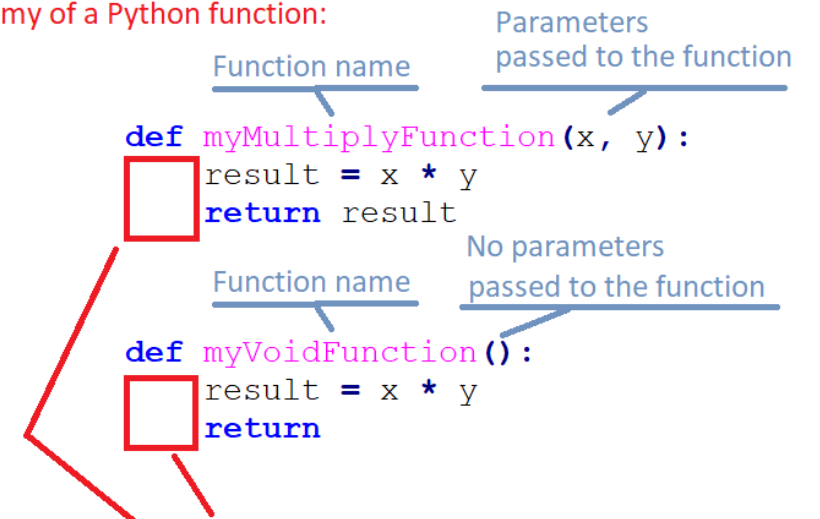 my of a Python function:
Parameters
passed to the function
Function name
def myMultiplyFunction(x, y):
result = x * y
return result
No parameters
passed to the function
Function name
def myVoidFunction():
result = x * y
return